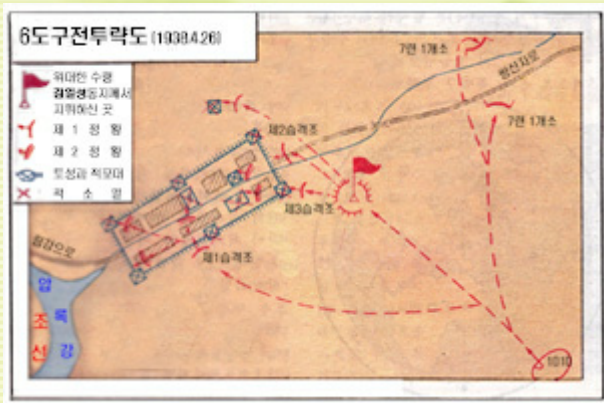 6도구전투략도 (1938.4.26)
위대한 수령
김일성동지께서
지휘하신 곳
제 1 정황
제 2 정황
토성과 적포대
적 소 멸
7련 1개소
7련 1개소
제2습격조
제3습격조
제1습격조
압록강
조선
1010